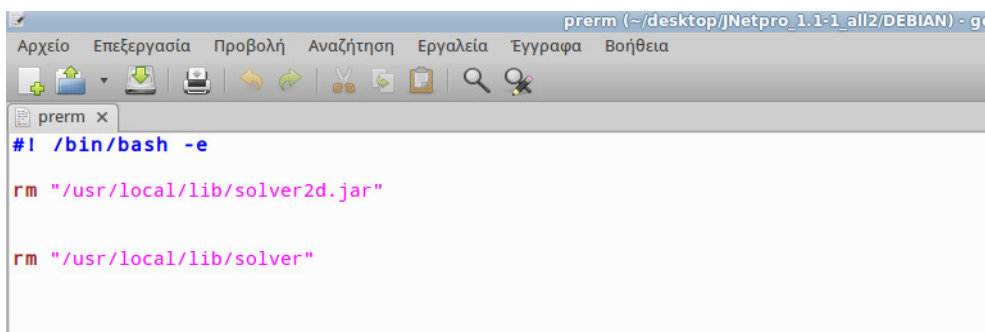 prerm (~/desktop/JNetpro_1.1-1_all2/DEBIAN) - g
Αρχείο Επεξεργασία Προβολή Αναζήτηση Εργαλεία Έγγραφα Βοήθεια
prerm
#! /bin/bash -e
rm "/usr/local/lib/solver2d.jar"
rm "/usr/local/lib/solver"